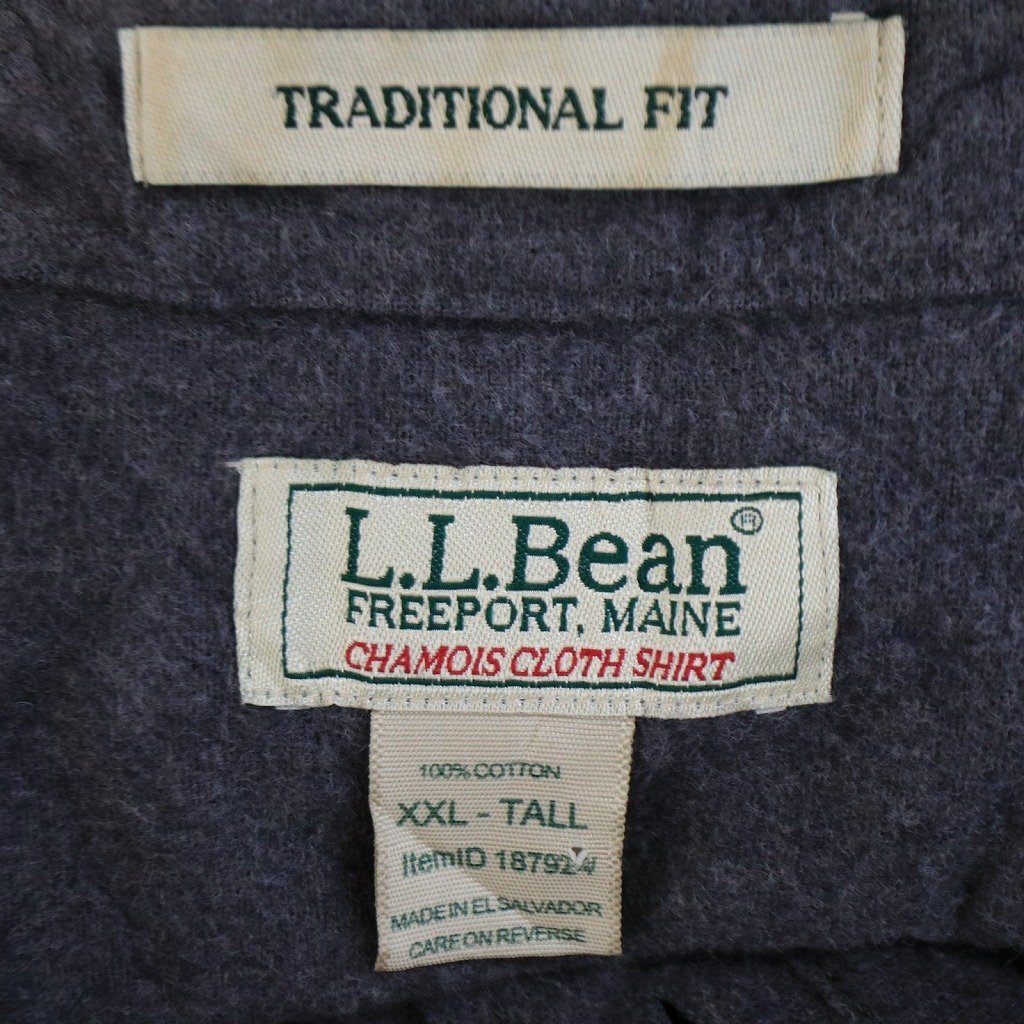 TRADITIONAL FIT
L.L.Bean®
FREEPORT, MAINE
CHAMOIS CLOTH SHIRT
100% COTTON
XXL - TALL
ItemID
MADE IN EL SALVADOR
CARE ON REVERSE